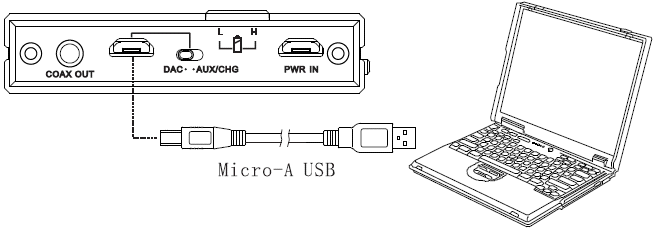 L H
COAX OUT
DAC··AUX/CHG
PWR IN
Micro-A USB